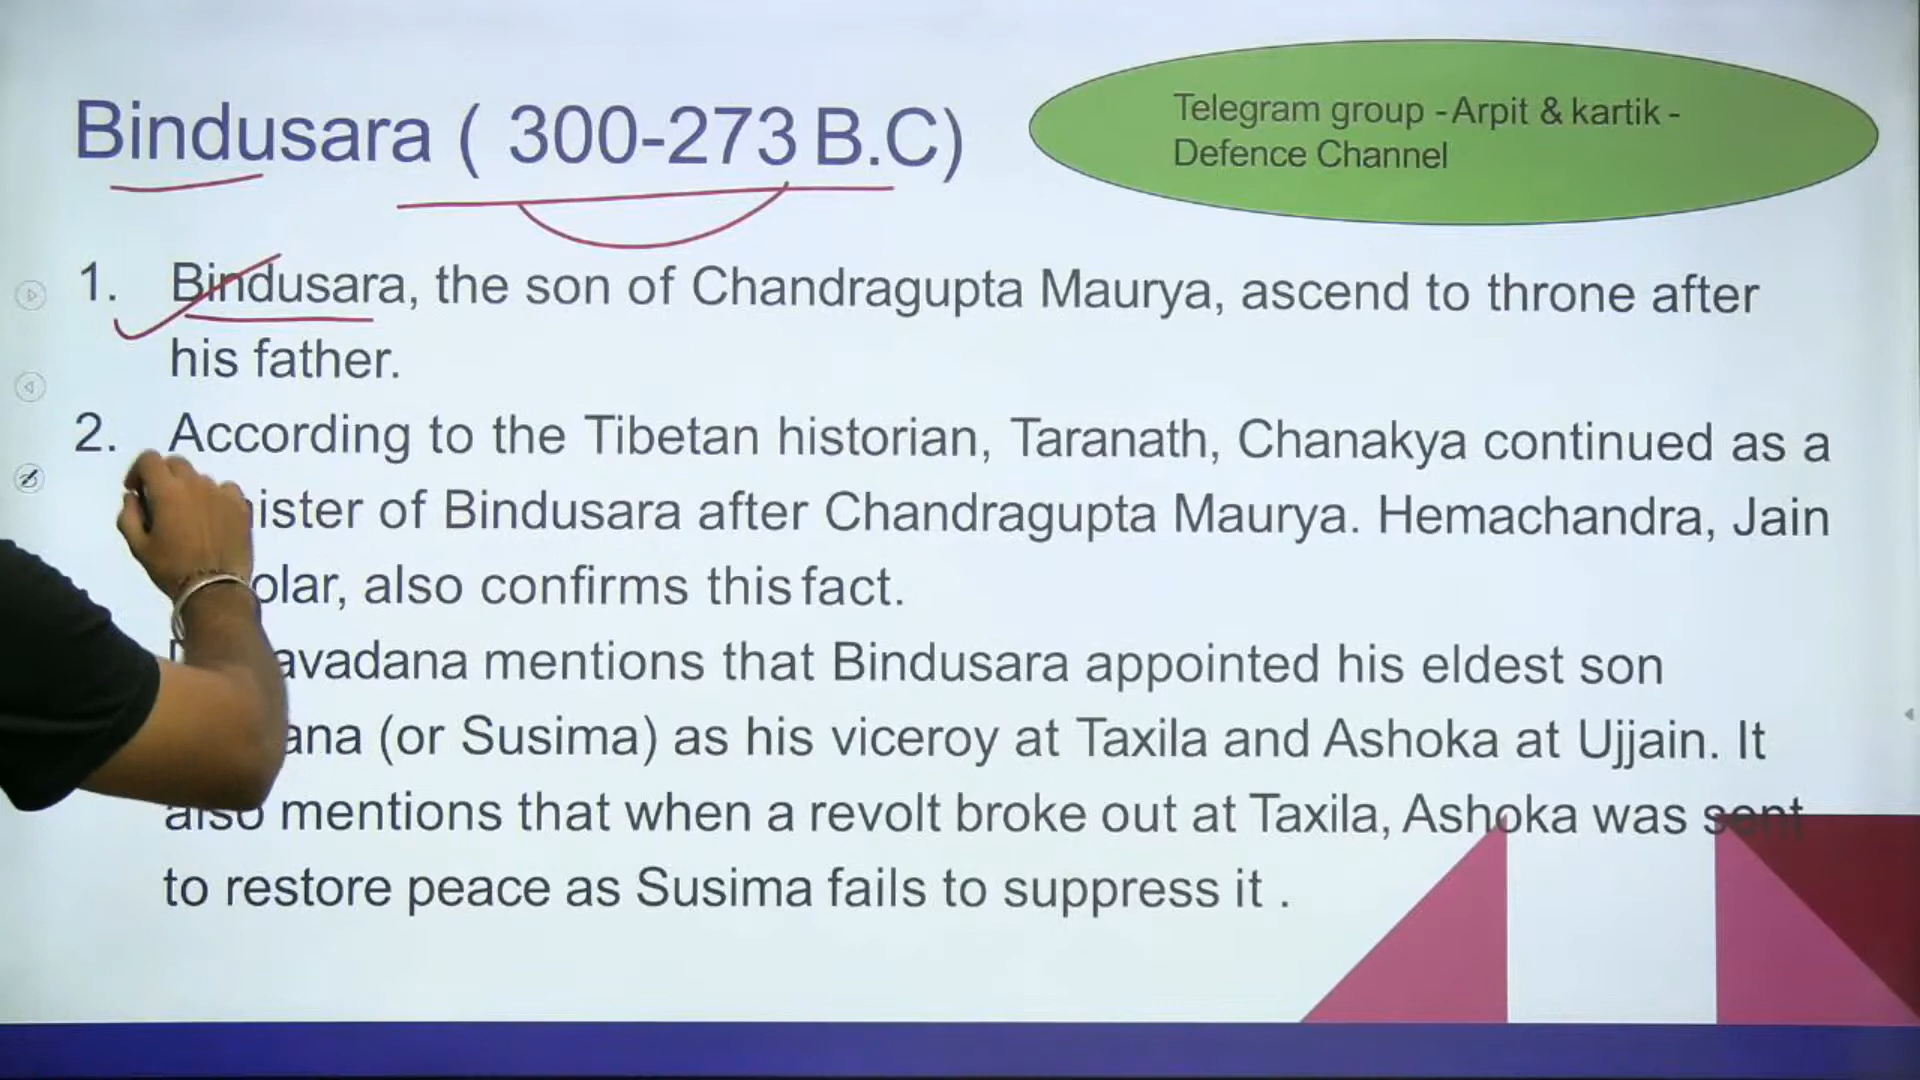 Bindusara ( 300-273 B.C)
Telegram group -Arpit & kartik -
Defence Channel
1. Bindusara, the son of Chandragupta Maurya, ascend to throne after
his father.
2. According to the Tibetan historian, Taranath, Chanakya continued as a
ister of Bindusara after Chandragupta Maurya. Hemachandra, Jain
olar, also confirms this fact.
avadana mentions that Bindusara appointed his eldest son
ana (or Susima) as his viceroy at Taxila and Ashoka at Ujjain. It
also mentions that when a revolt broke out at Taxila, Ashoka was sent
to restore peace as Susima fails to suppress it .